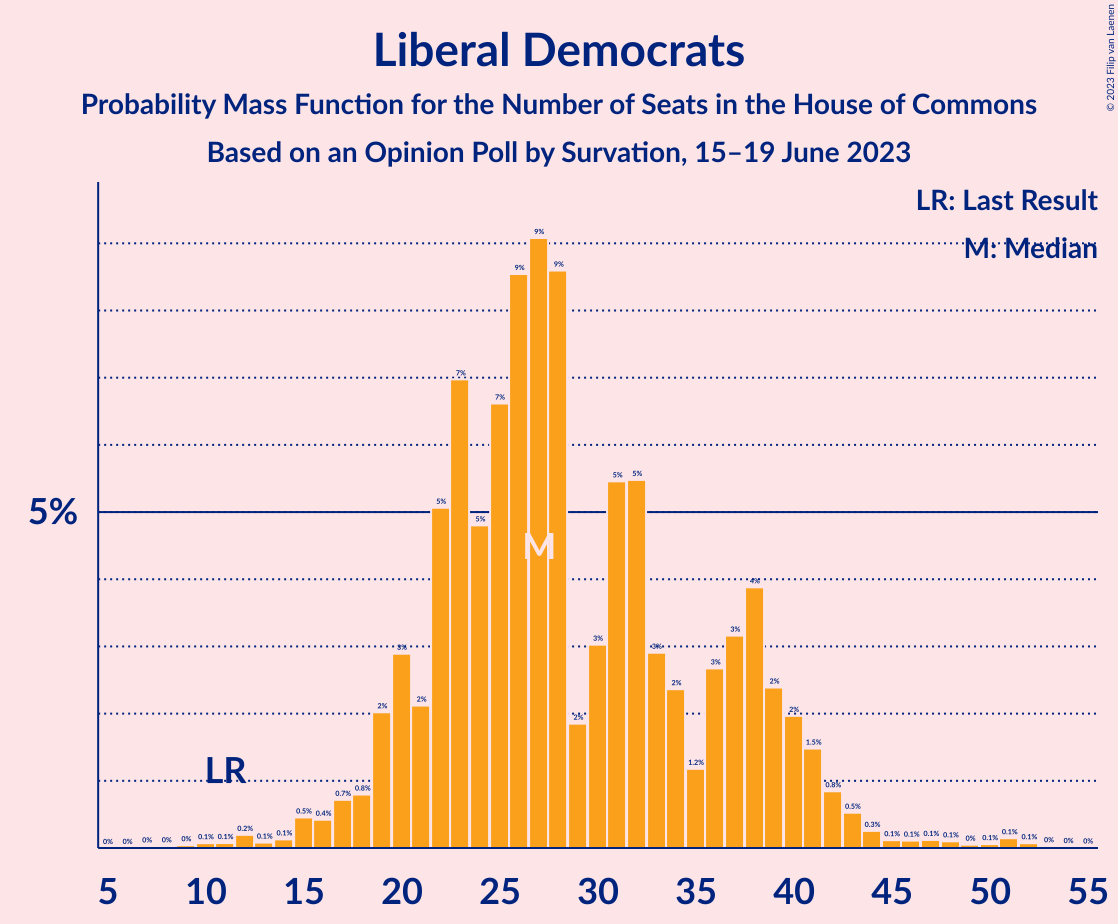 © 2023 Filip van Laenen
Liberal Democrats
Probability Mass Function for the Number of Seats in the House of Commons
Based on an Opinion Poll by Survation, 15–19 June 2023
LR: Last Result
M: Median
5%
LR
M
0% 0% 0% 0% 0% 0.1% 0.1% 0.2% 0.1% 0.1% 0.5% 0.4% 0.7% 0.8% 2% 3% 2% 5% 7% 5% 7% 9% 9% 9% 2% 3% 5% 5% 3% 2% 1.2% 3% 3% 4% 2% 2% 1.5% 0.8% 0.5% 0.3% 0.1% 0.1% 0.1% 0.1% 0% 0.1% 0.1% 0.1% 0% 0% 0%
5 10 15 20 25 30 35 40 45 50 55